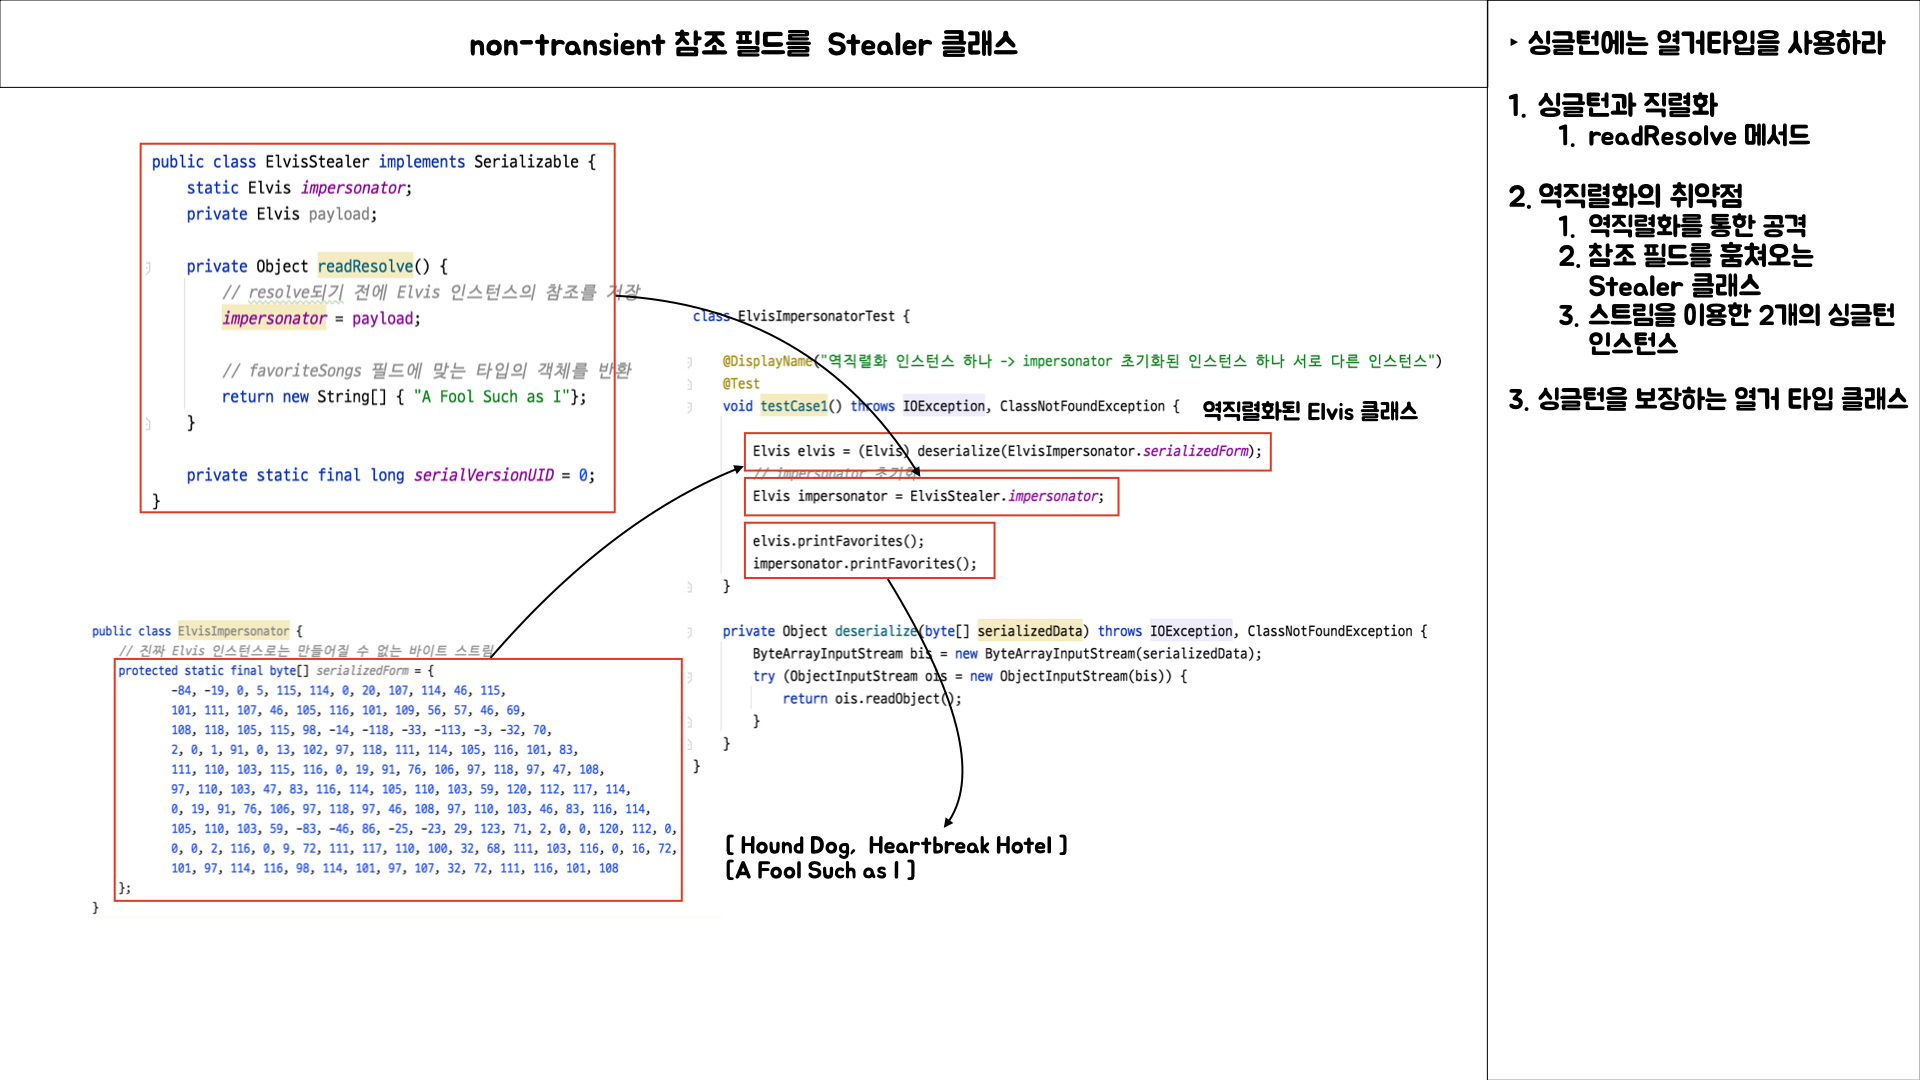 non-transient 참조 필드를 Stealer 클래스
public class ElvisStealer implements Serializable {
static Elvis impersonator;
private Elvis payload;
private Object readResolve() {
// resolve되기 전에 Elvis 인스턴스의 참조를 저장
impersonator = payload;
// favoriteSongs 필드에 맞는 타입의 객체를 반환
return new String[] { "A Fool Such as I"};
}
private static final long serialVersionUID = 0;
}
public class ElvisImpersonator {
// 진짜 Elvis 인스턴스로는 만들어질 수 없는 바이트 스트림
protected static final byte[] serializedForm = {
-84, -19, 0, 5, 115, 114, 0, 20, 107, 114, 46, 115,
101, 111, 107, 46, 105, 116, 101, 109, 56, 57, 46, 69,
108, 118, 105, 115, 98, -14, -118, -33, -113, -3, -32, 70,
2, 0, 1, 91, 0, 13, 102, 97, 118, 111, 114, 105, 116, 101, 83,
111, 110, 103, 115, 116, 0, 19, 91, 76, 106, 97, 118, 97, 47, 108,
97, 110, 103, 47, 83, 116, 114, 105, 110, 103, 59, 120, 112, 117, 114,
0, 19, 91, 76, 106, 97, 118, 97, 46, 108, 97, 110, 103, 46, 83, 116, 114,
105, 110, 103, 59, -83, -46, 86, -25, -23, 29, 123, 71, 2, 0, 0, 120, 112, 0,
0, 0, 2, 116, 0, 9, 72, 111, 117, 110, 100, 32, 68, 111, 103, 116, 0, 16, 72,
101, 97, 114, 116, 98, 114, 101, 97, 107, 32, 72, 111, 116, 101, 108
};
}
class ElvisImpersonatorTest {
@DisplayName("역직렬화 인스턴스 하나 -> impersonator 초기화된 인스턴스 하나 서로 다른 인스턴스")
@Test
void testCase1() throws IOException, ClassNotFoundException {
역직렬화된 Elvis 클래스
Elvis elvis = (Elvis) deserialize(ElvisImpersonator.serializedForm);
// impersonator 초기화
Elvis impersonator = ElvisStealer.impersonator;
elvis.printFavorites();
impersonator.printFavorites();
}
private Object deserialize(byte[] serializedData) throws IOException, ClassNotFoundException {
ByteArrayInputStream bis = new ByteArrayInputStream(serializedData);
try (ObjectInputStream ois = new ObjectInputStream(bis)) {
return ois.readObject();
}
}
}
[ Hound Dog, Heartbreak Hotel ]
[A Fool Such as I ]
‣ 싱글턴에는 열거타입을 사용하라
1. 싱글턴과 직렬화
1. readResolve 메서드
2. 역직렬화의 취약점
1. 역직렬화를 통한 공격
2. 참조 필드를 훔쳐오는
Stealer 클래스
3. 스트림을 이용한 2개의 싱글턴
인스턴스
3. 싱글턴을 보장하는 열거 타입 클래스